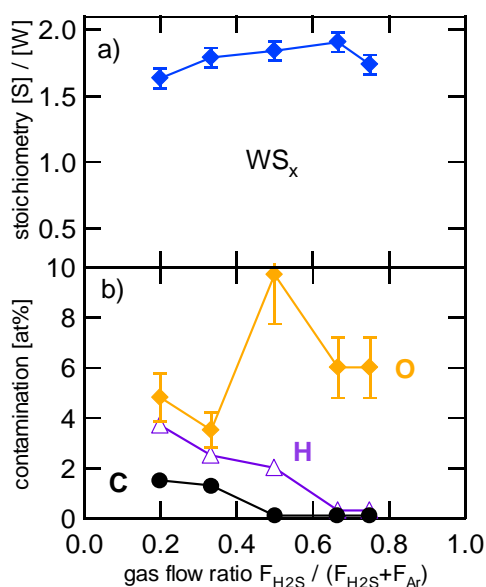 a)
stoichiometry [S] / [W]
2.0
1.5
1.0
0.5
WSx
b)
contamination [at%]
10
8
6
4
2
0
O
H
C
0.0 0.2 0.4 0.6 0.8 1.0
gas flow ratio FH2S / (FH2S+FAr)